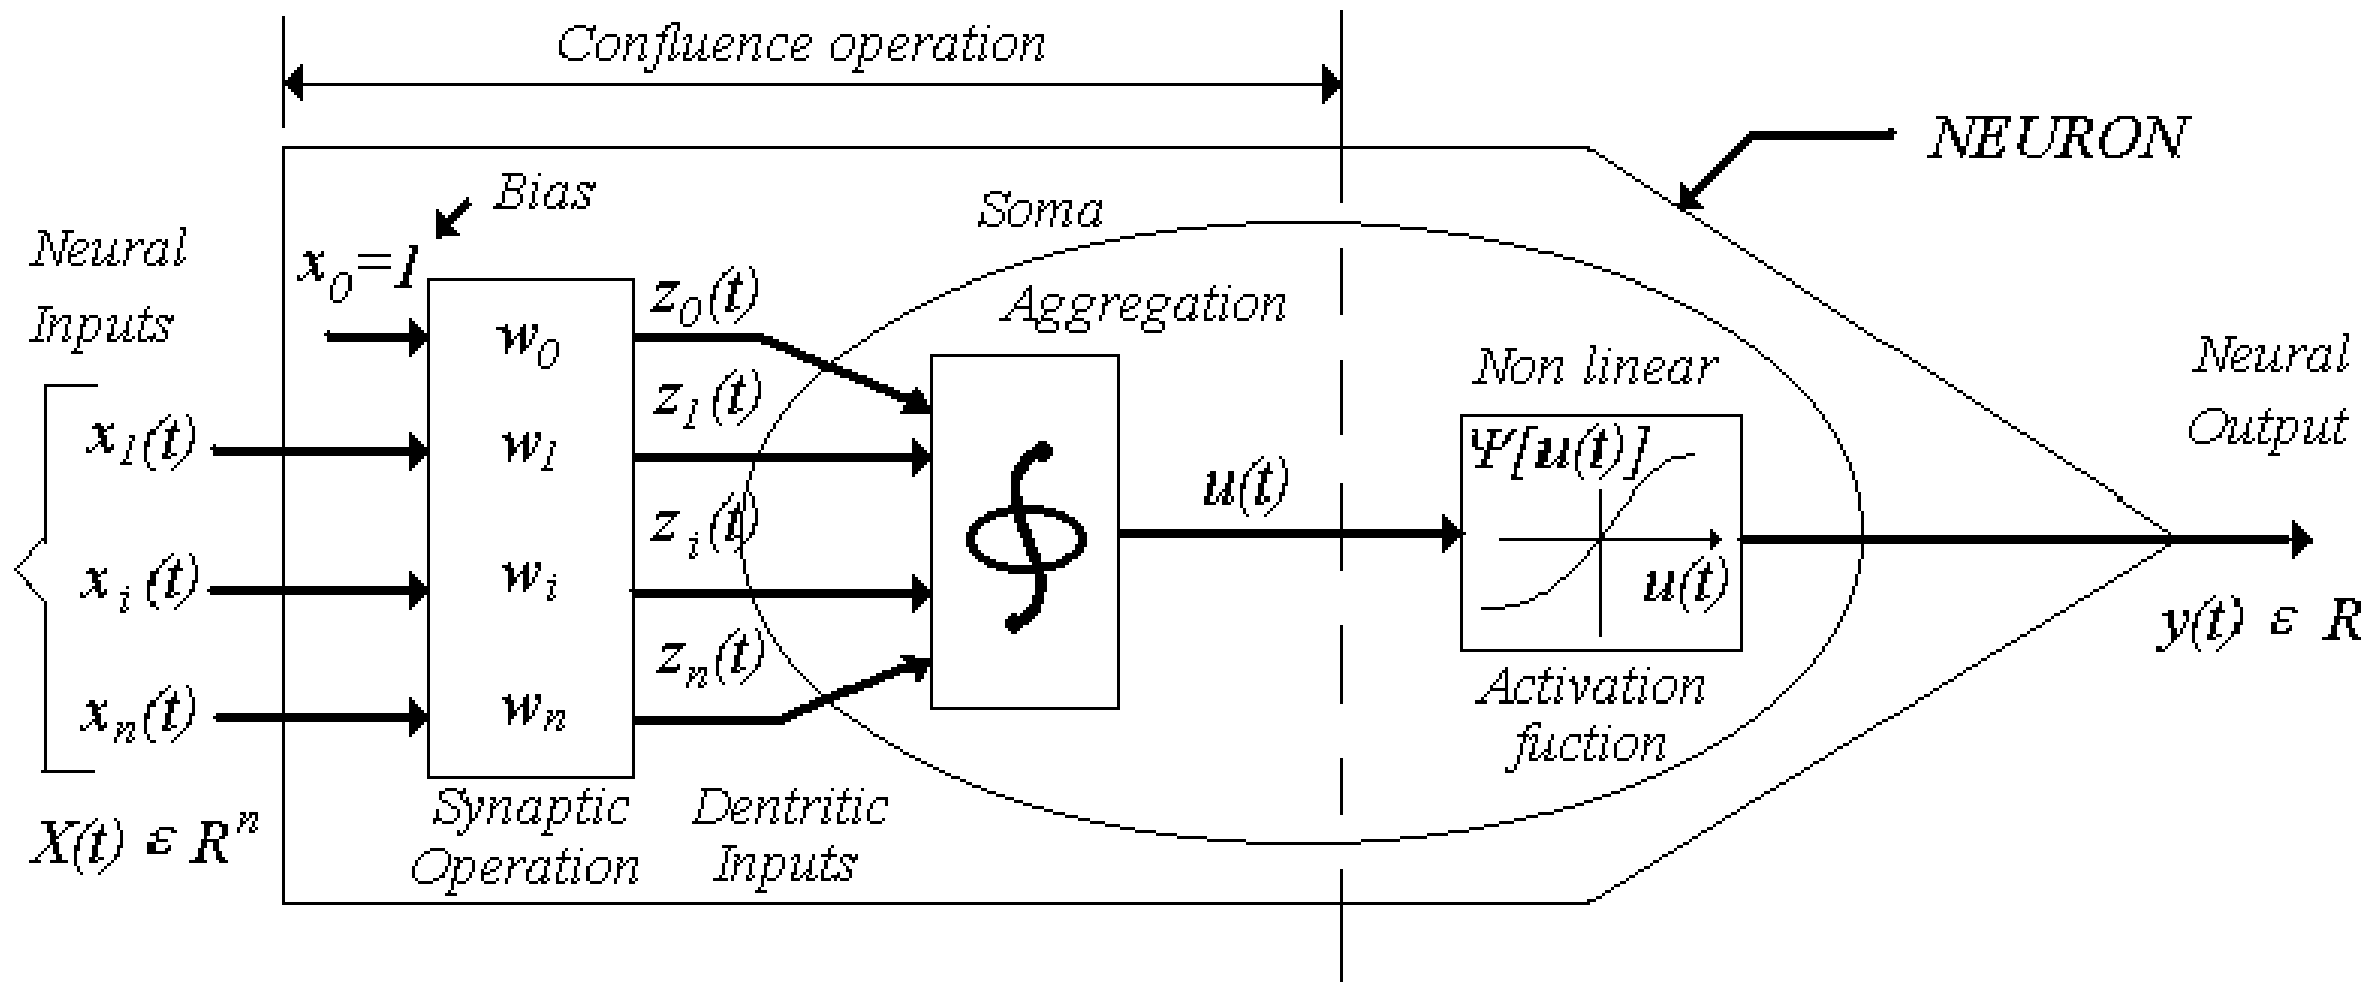 Confluence operation
NEURON
Bias
Soma
Neural
Inputs
x0=1
z0(t)
Aggregation
w0
Non linear
Neural
Output
x1(t)
w1
z1(t)
Ψ[u(t)]
u(t)
xi(t)
wi
zi(t)
u(t)
y(t) ε R
xn(t)
wn
zn(t)
Activation
fuction
X(t) ε Rn
Synaptic
Operation
Dentritic
Inputs